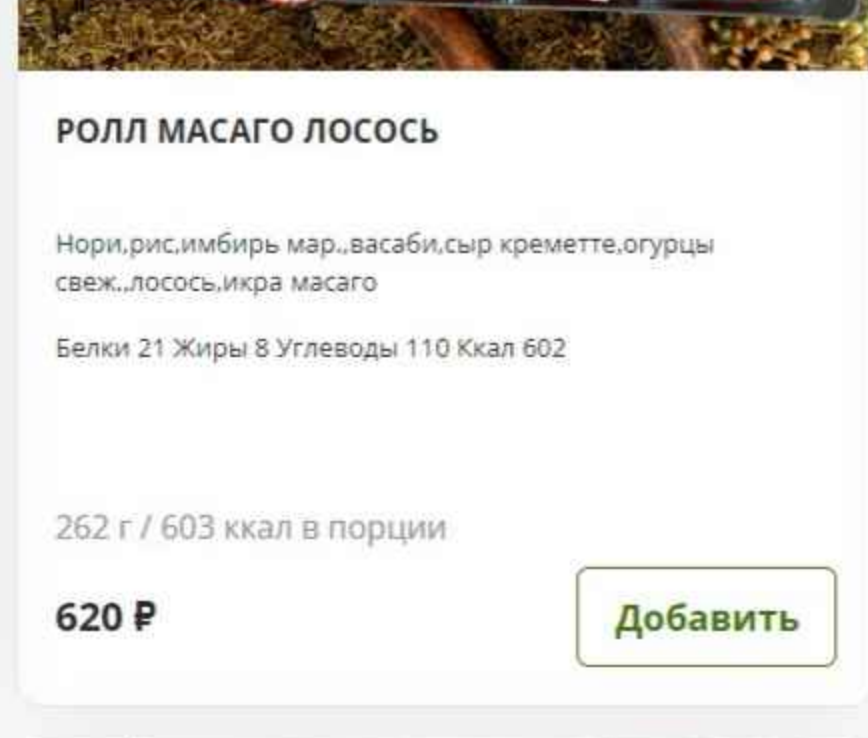 РОЛЛ МАСАГО ЛОСОСЬ
Нори,рис,имбирь мар.,васаби,сыр креметте,огурцы
свеж.,лосось,икра масаго
Белки 21 Жиры 8 Углеводы 110 Ккал 602
262 г / 603 ккал в порции
620 ₽
Добавить